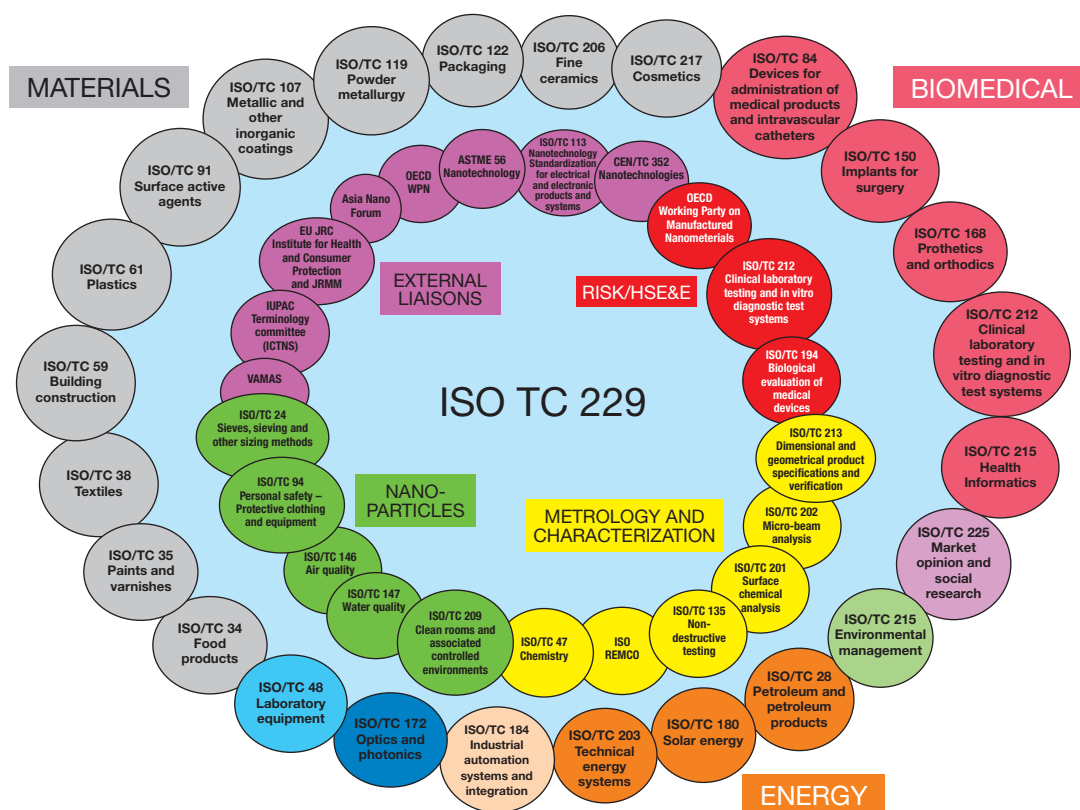 MATERIALS
BIOMEDICAL
ISO/TC 122
Packaging
ISO/TC 206
Fine
ceramics
ISO/TC 217
Cosmetics
ISO/TC 84
Devices for
administration of
medical products
and intravascular
catheters
ISO/TC 150
Implants for
surgery
ISO/TC 168
Prothetics
and orthodics
ISO/TC 212
Clinical
laboratory
testing and in
vitro diagnostic
test systems
ISO/TC 215
Health
Informatics
ISO/TC 225
Market
opinion and
social
research
ISO/TC 215
Environmental
management
ISO/TC 28
Petroleum and
petroleum
products
ISO/TC 180
Solar energy
ISO/TC 203
Technical
energy
systems
ENERGY
ISO/TC 184
Industrial
automation
systems and
integration
ISO/TC 172
Optics and
photonics
ISO/TC 48
Laboratory
equipment
ISO/TC 34
Food
products
ISO/TC 35
Paints and
varnishes
ISO/TC 38
Textiles
ISO/TC 59
Building
construction
ISO/TC 61
Plastics
ISO/TC 91
Surface active
agents
ISO/TC 107
Metallic and
other
inorganic
coatings
ISO/TC 119
Powder
metallurgy
EXTERNAL
LIAISONS
VAMAS
IUPAC
Terminology
committee
(ICTNS)
EU JRC
Institute for Health
and Consumer
Protection
and JRMM
Asia Nano
Forum
OECD
WPN
ASTME 56
Nanotechnology
ISO/TC 113
Nanotechnology
Standardization
for electrical
and electronic
products and
systems
CEN/TC 352
Nanotechnologies
RISK/HSE&E
OECD
Working Party on
Manufactured
Nanometerials
ISO/TC 212
Clinical laboratory
testing and in vitro
diagnostic test
systems
ISO/TC 194
Biological
evaluation of
medical
devices
ISO TC 229
METROLOGY AND
CHARACTERIZATION
ISO/TC 213
Dimensional and
geometrical product
specifications and
verification
ISO/TC 202
Micro-beam
analysis
ISO/TC 201
Surface
chemical
analysis
ISO/TC 135
Non-
destructive
testing
ISO
REMCO
ISO/TC 47
Chemistry
NANO-
PARTICLES
ISO/TC 209
Clean rooms and
associated
controlled
environments
ISO/TC 147
Water quality
ISO/TC 146
Air quality
ISO/TC 94
Personal safety –
Protective clothing
and equipment
ISO/TC 24
Sieves, sieving and
other sizing methods